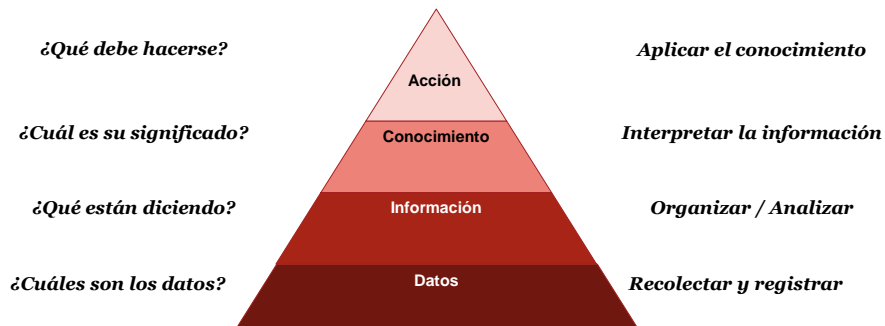 ¿Qué debe hacerse?
Acción
Aplicar el conocimiento
¿Cuál es su significado?
Conocimiento
Interpretar la información
¿Qué están diciendo?
Información
Organizar / Analizar
¿Cuáles son los datos?
Datos
Recolectar y registrar